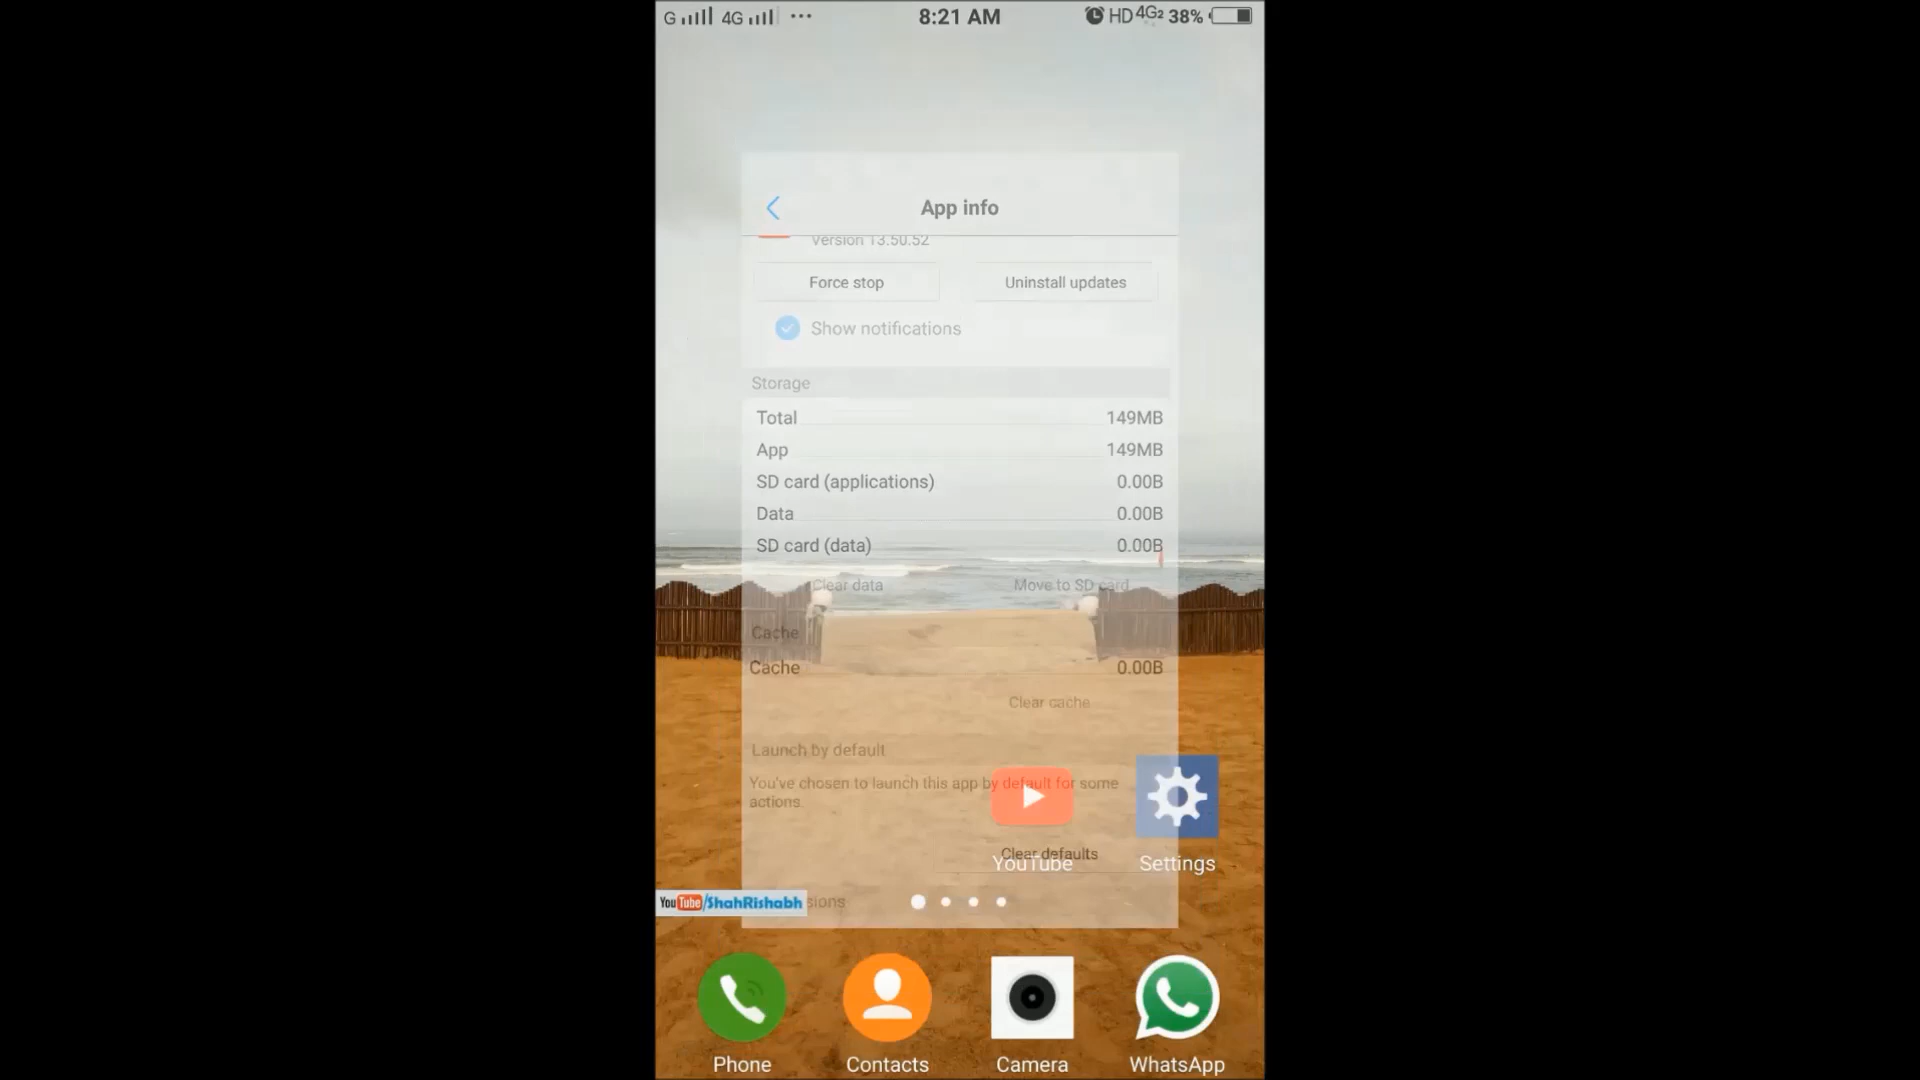 G 4G ••• 8:21 AM HD 4G2 38%
App info
Version 13.50.52
Force stop Uninstall updates
Show notifications
Storage
Total 149MB
App 149MB
SD card (applications) 0.00B
Data 0.00B
SD card (data) 0.00B
Clear data Move to SD card
Cache
Cache 0.00B
Clear cache
Launch by default
You've chosen to launch this app by default for some
actions.
Clear defaults
YouTube Settings
YouTube/ShahRishabh sions
Phone Contacts Camera WhatsApp